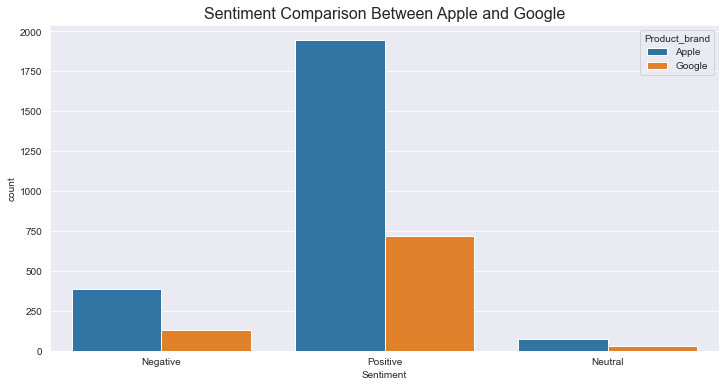 Sentiment Comparison Between Apple and Google
Product_brand
Apple
Google
2000
1750
1500
1250
1000
750
500
250
0
count
Negative
Positive
Neutral
Sentiment